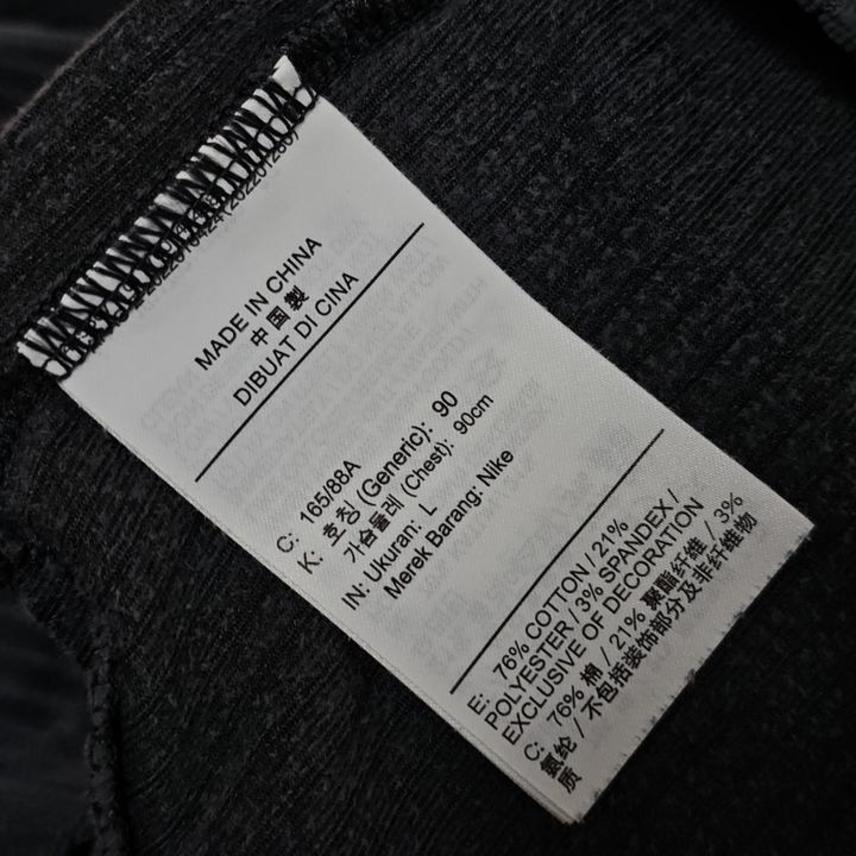 MADE IN CHINA
中国製
DIBUAT DI CINA
C: 165/88A
K: 호칭 (Generic): 90
가슴둘레 (Chest): 90cm
IN: Ukuran: L
Merek Barang: Nike
E: 76% COTTON / 21%
POLYESTER / 3% SPANDEX /
EXCLUSIVE OF DECORATION
C: 76% 棉 / 21% 聚酯纤维 / 3%
氨纶 / 不包括装饰部分及非纤维物
质